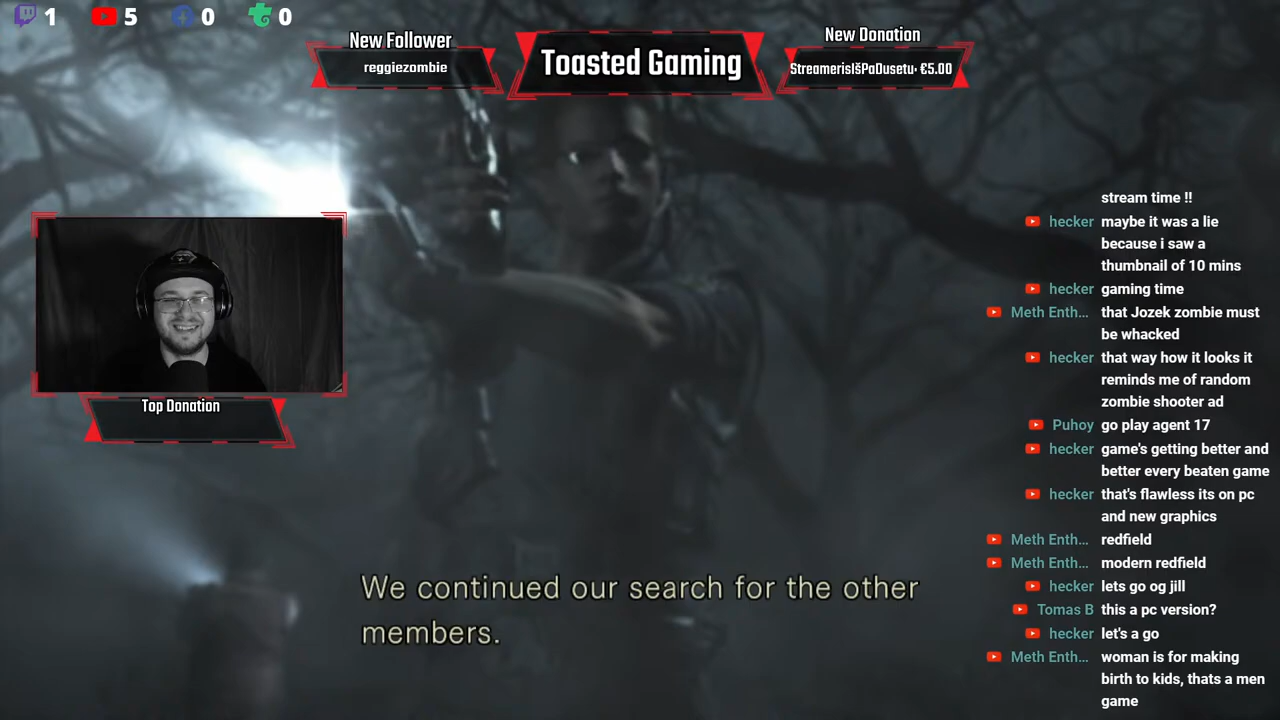 1 5 0 0
New Follower
reggiezombie
Toasted Gaming
New Donation
StreamerisIšPaDusetu· €5.00
Top Donation
We continued our search for the other
members.
stream time !!
hecker maybe it was a lie
because i saw a
thumbnail of 10 mins
hecker gaming time
Meth Enth... that Jozek zombie must
be whacked
hecker that way how it looks it
reminds me of random
zombie shooter ad
Puhoy go play agent 17
hecker game's getting better and
better every beaten game
hecker that's flawless its on pc
and new graphics
Meth Enth... redfield
Meth Enth... modern redfield
hecker lets go og jill
Tomas B this a pc version?
hecker let's a go
Meth Enth... woman is for making
birth to kids, thats a men
game